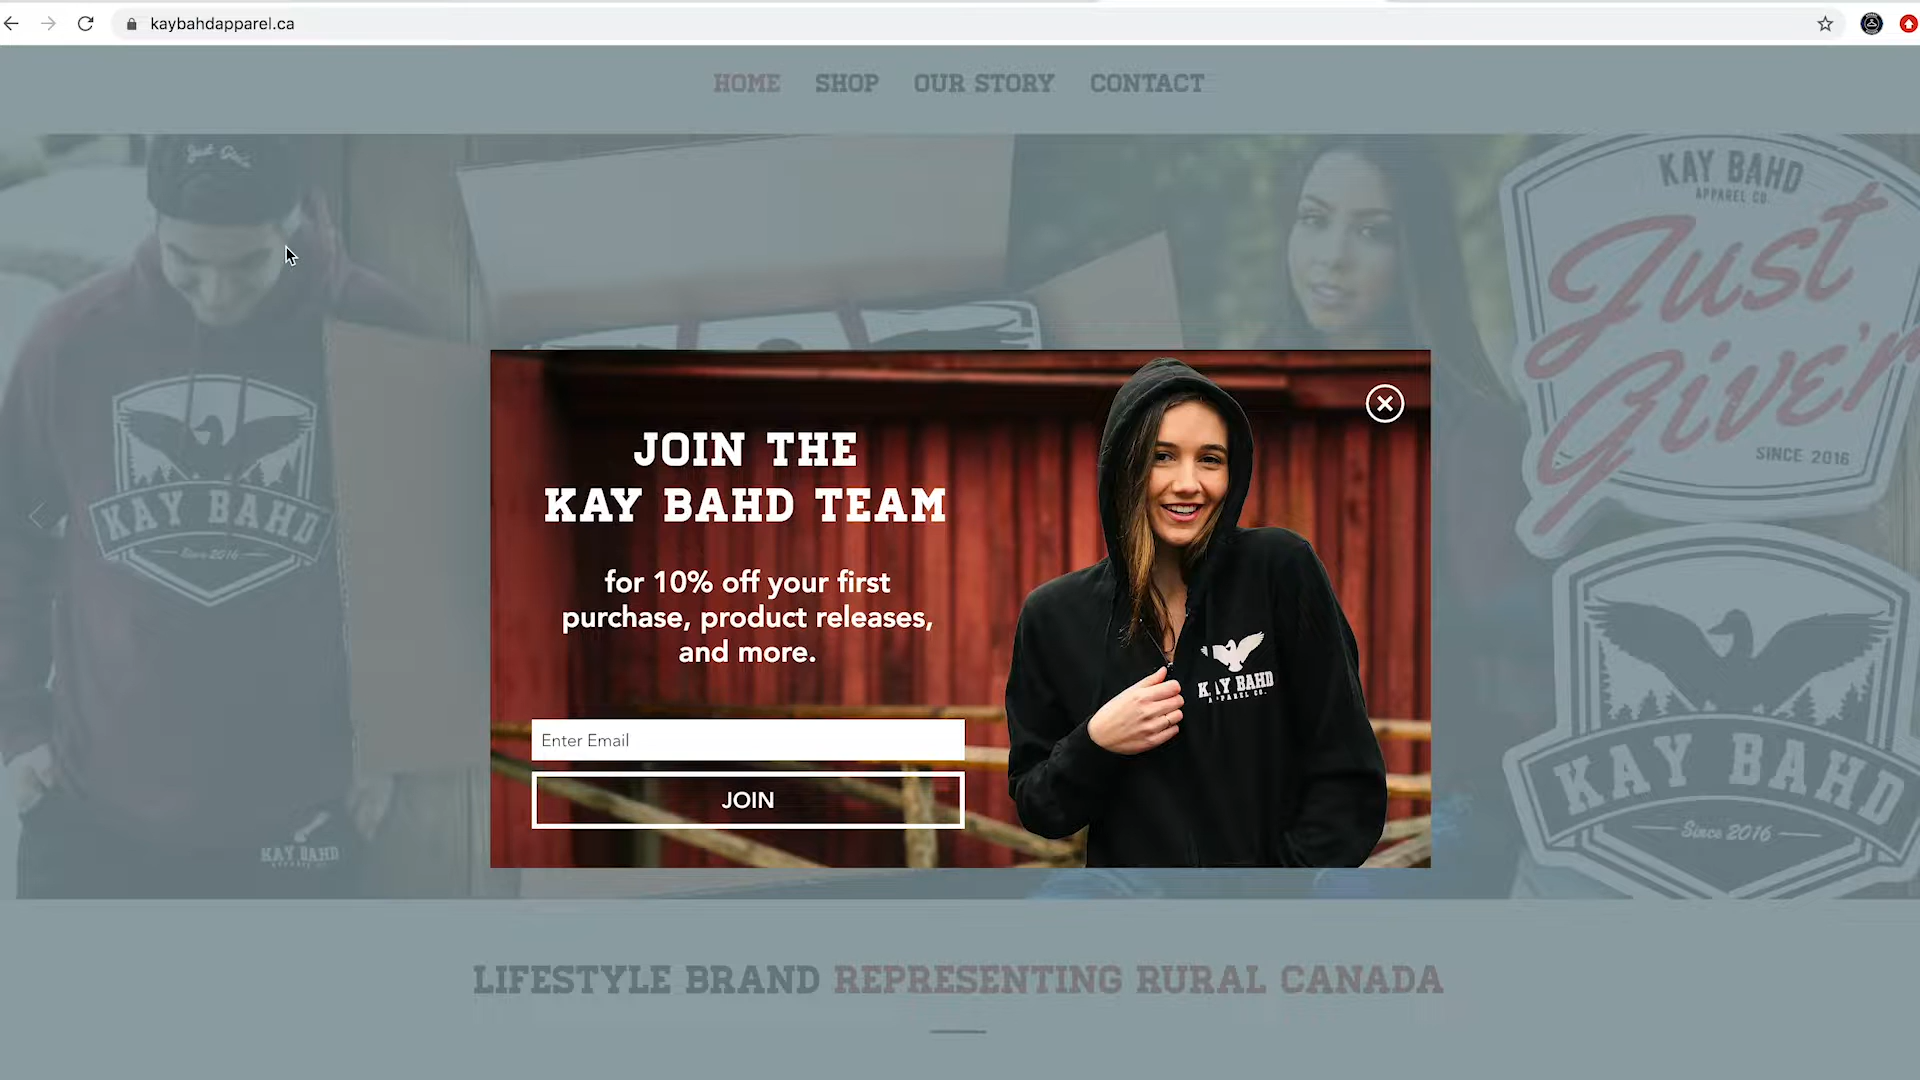 kaybahdapparel.ca
HOME SHOP OUR STORY CONTACT
KAY BAHD
APPAREL CO.
Just
Give'r
SINCE 2016
JOIN THE
KAY BAHD TEAM
for 10% off your first
purchase, product releases,
and more.
Enter Email
JOIN
KAY BAHD
APPAREL CO.
KAY BAHD
Since 2016
KAY BAHD
KAY BAHD
Since 2016
LIFESTYLE BRAND REPRESENTING RURAL CANADA